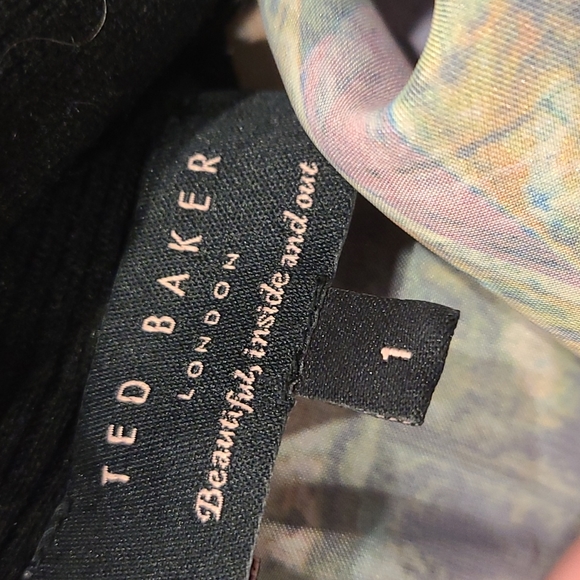 TED BAKER
LONDON
Beautiful, inside and out
1